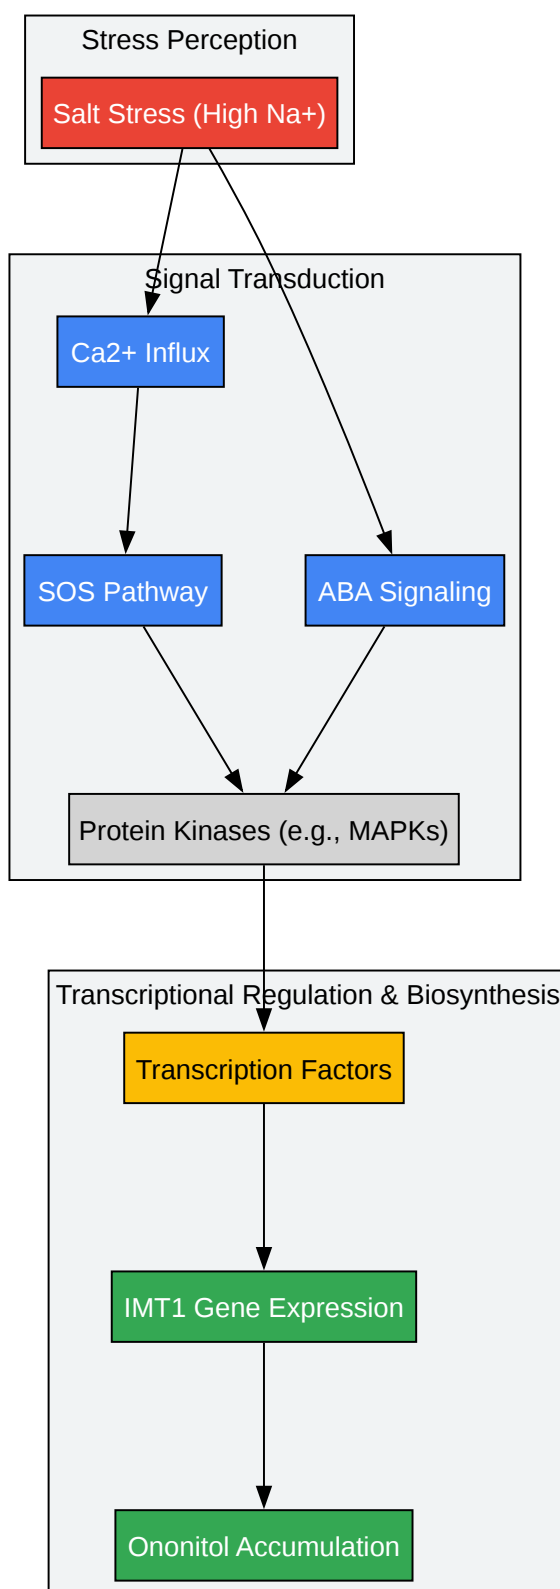 Stress Perception
Salt Stress (High Na+)
Signal Transduction
Ca2+ Influx
SOS Pathway
ABA Signaling
Protein Kinases (e.g., MAPKs)
Transcriptional Regulation & Biosynthesis
Transcription Factors
IMT1 Gene Expression
Ononitol Accumulation